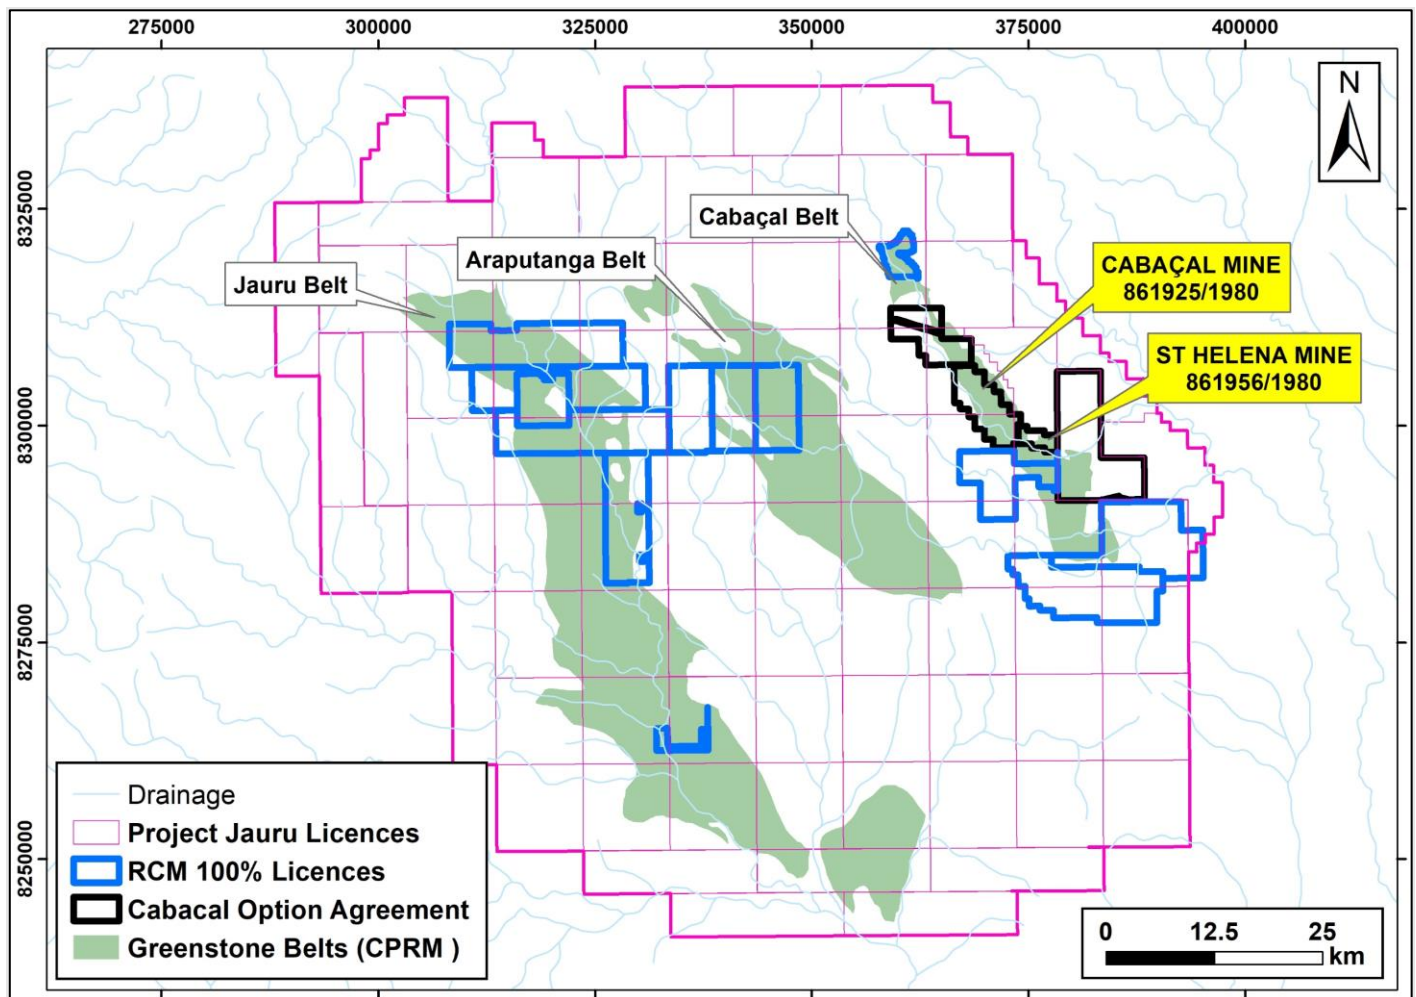 275000
300000
325000
350000
375000
400000
N
8325000
8300000
8275000
8250000
Cabaçal Belt
Araputanga Belt
Jauru Belt
CABAÇAL MINE
861925/1980
ST HELENA MINE
861956/1980
Drainage
Project Jauru Licences
RCM 100% Licences
Cabacal Option Agreement
Greenstone Belts (CPRM )
0 12.5 25
km